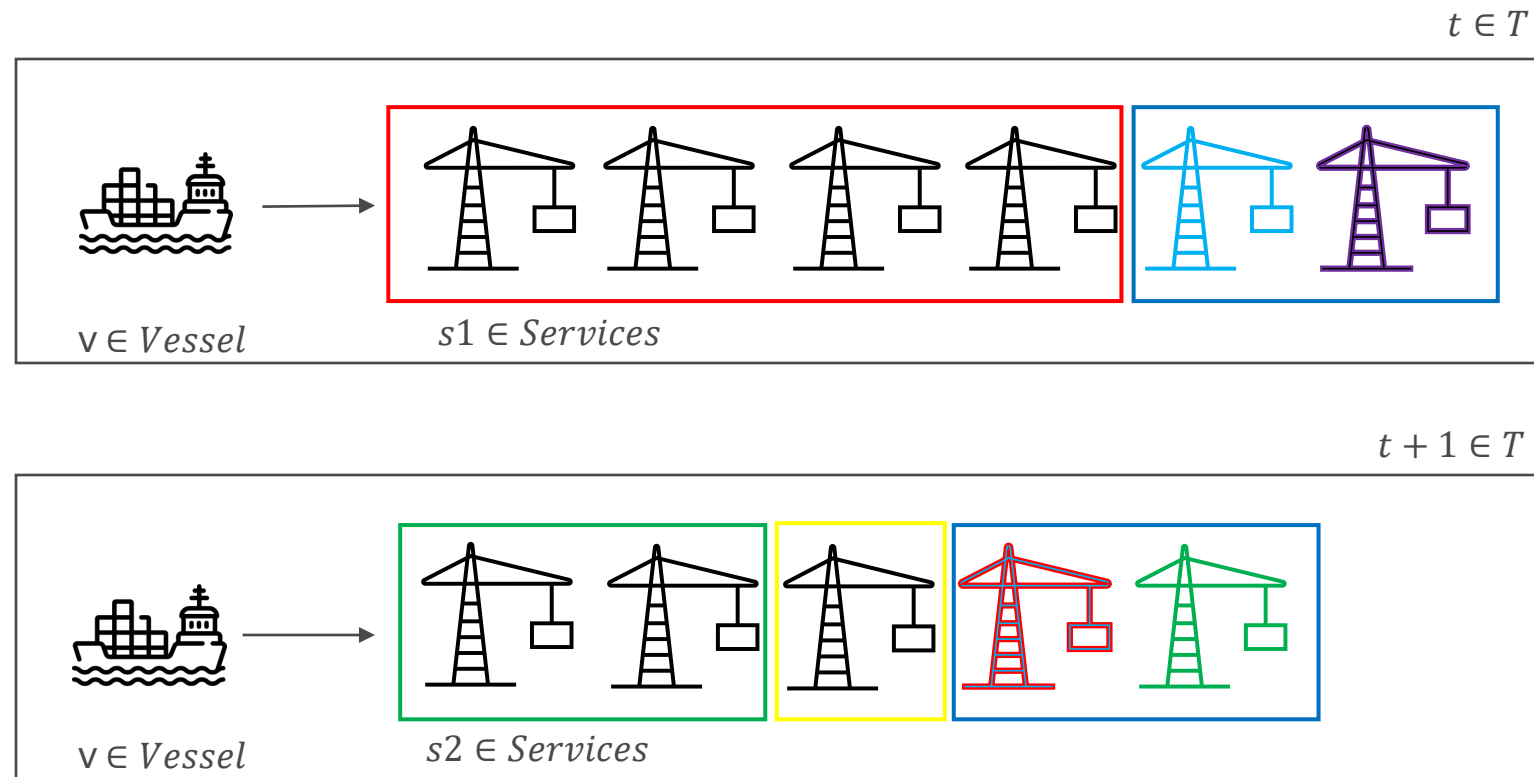 t ∈ T
v ∈ Vessel
s1 ∈ Services
t + 1 ∈ T
v ∈ Vessel
s2 ∈ Services